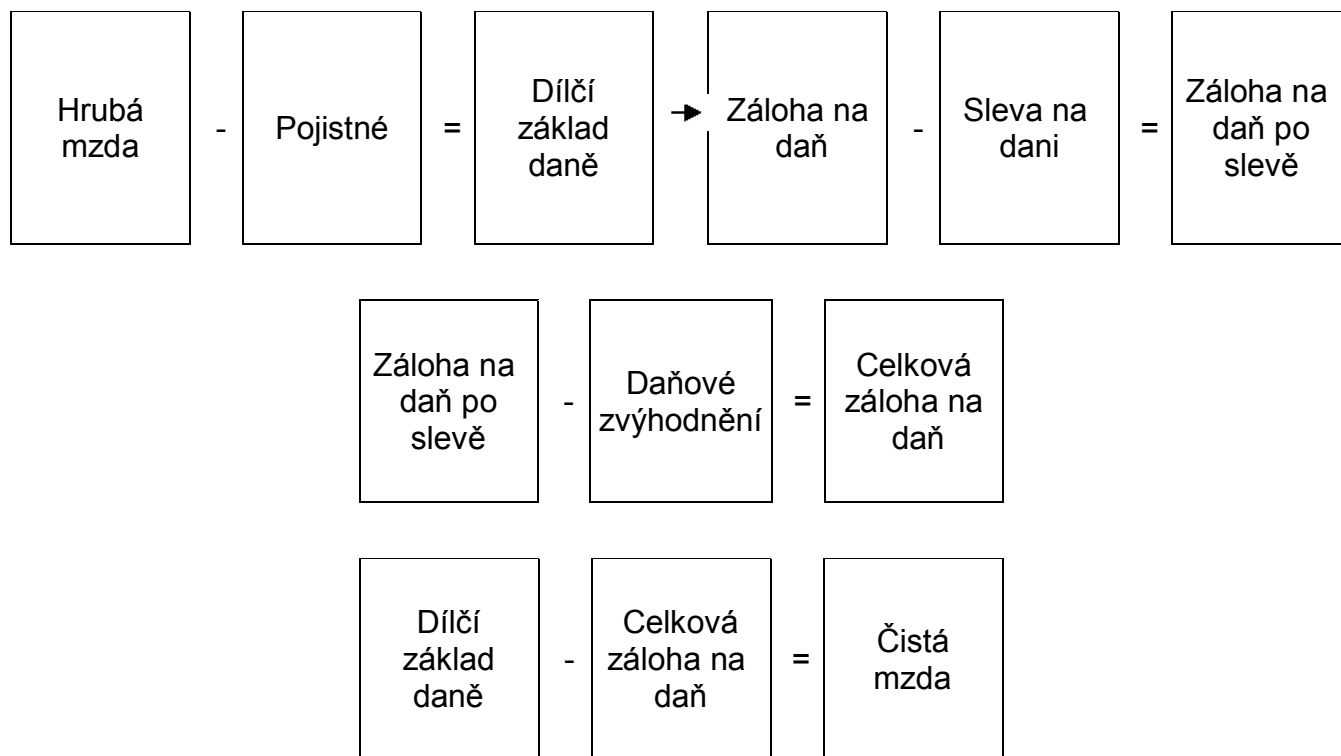 Hrubá
mzda
-
Pojistné
=
Dílčí
základ
daně
Záloha na
daň
-
Sleva na
dani
=
Záloha na
daň po
slevě
Záloha na
daň po
slevě
-
Daňové
zvýhodnění
=
Celková
záloha na
daň
Dílčí
základ
daně
-
Celková
záloha na
daň
=
Čistá
mzda